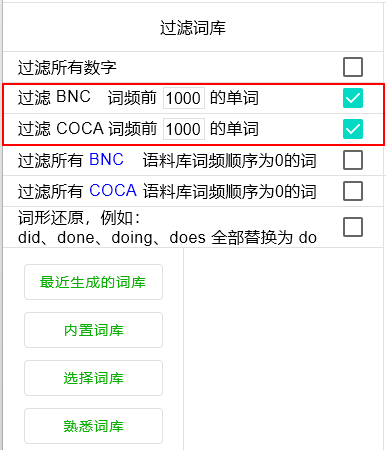 过滤词库
过滤所有数字
过滤 BNC 词频前 1000 的单词
过滤 COCA 词频前 1000 的单词
过滤所有 BNC 语料库词频顺序为0的词
过滤所有 COCA 语料库词频顺序为0的词
词形还原，例如：
did、done、doing、does 全部替换为 do
最近生成的词库
内置词库
选择词库
熟悉词库